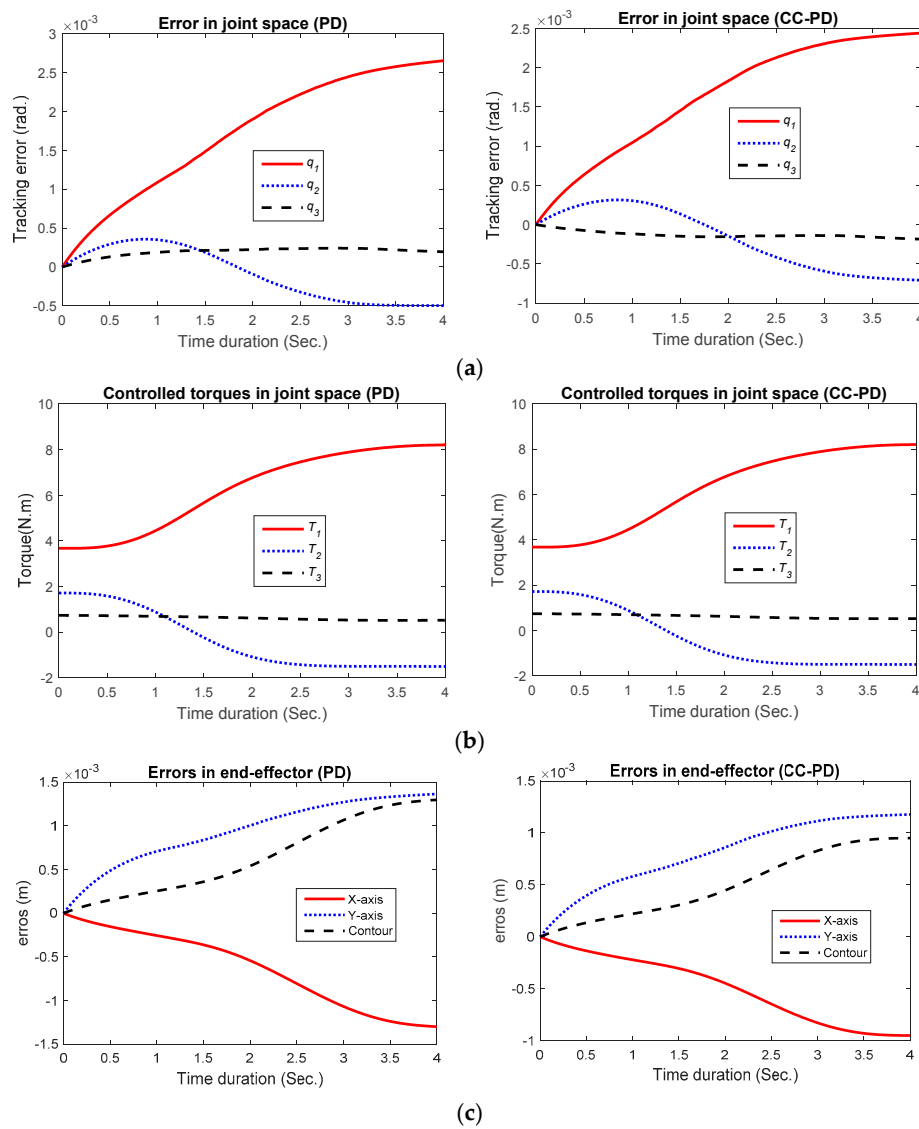 Error in joint space (PD)
×10⁻³
Tracking error (rad.)
3
2.5
2
1.5
1
0.5
0
-0.5
q₁
q₂
q₃
0 0.5 1 1.5 2 2.5 3 3.5 4
Time duration (Sec.)
Error in joint space (CC-PD)
×10⁻³
Tracking error (rad.)
2.5
2
1.5
1
0.5
0
-0.5
-1
q₁
q₂
q₃
0 0.5 1 1.5 2 2.5 3 3.5 4
Time duration (Sec.)
(a)
Controlled torques in joint space (PD)
Torque(N.m)
10
8
6
4
2
0
-2
T₁
T₂
T₃
0 0.5 1 1.5 2 2.5 3 3.5 4
Time duration (Sec.)
Controlled torques in joint space (CC-PD)
Torque(N.m)
10
8
6
4
2
0
-2
T₁
T₂
T₃
0 0.5 1 1.5 2 2.5 3 3.5 4
Time duration (Sec.)
(b)
Errors in end-effector (PD)
×10⁻³
erros (m)
1.5
1
0.5
0
-0.5
-1
-1.5
X-axis
Y-axis
Contour
0 0.5 1 1.5 2 2.5 3 3.5 4
Time duration (Sec.)
Errors in end-effector (CC-PD)
×10⁻³
erros (m)
1.5
1
0.5
0
-0.5
-1
X-axis
Y-axis
Contour
0 0.5 1 1.5 2 2.5 3 3.5 4
Time duration (Sec.)
(c)